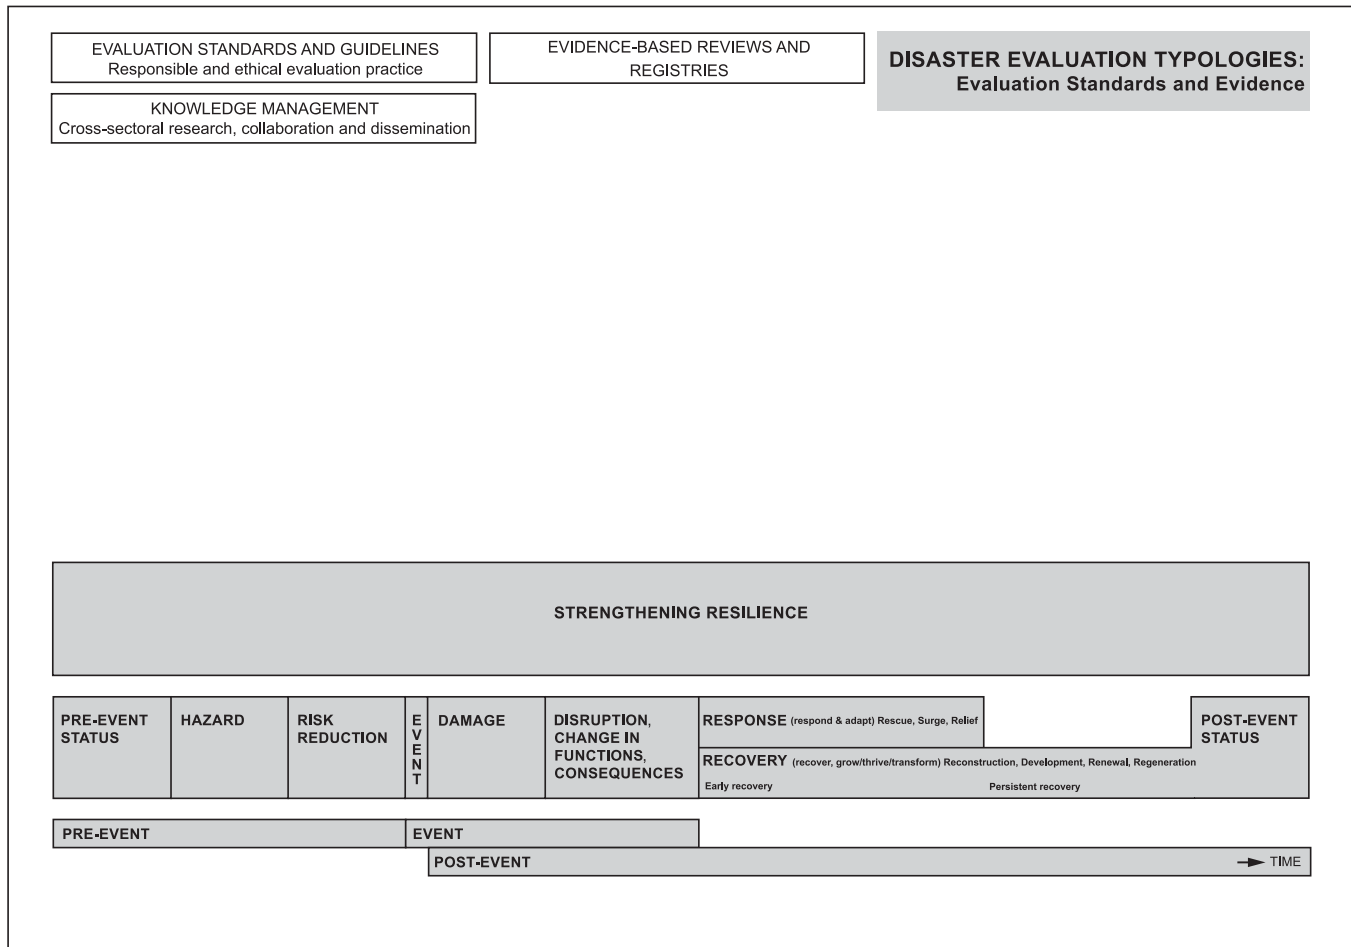 EVALUATION STANDARDS AND GUIDELINES
Responsible and ethical evaluation practice
EVIDENCE-BASED REVIEWS AND
REGISTRIES
DISASTER EVALUATION TYPOLOGIES:
Evaluation Standards and Evidence
KNOWLEDGE MANAGEMENT
Cross-sectoral research, collaboration and dissemination
STRENGTHENING RESILIENCE
PRE-EVENT
STATUS
HAZARD
RISK
REDUCTION
EVENT
DAMAGE
DISRUPTION,
CHANGE IN
FUNCTIONS,
CONSEQUENCES
RESPONSE (respond & adapt) Rescue, Surge, Relief
RECOVERY (recover, grow/thrive/transform) Reconstruction, Development, Renewal, Regeneration
Early recovery
Persistent recovery
POST-EVENT
STATUS
PRE-EVENT
EVENT
POST-EVENT
TIME